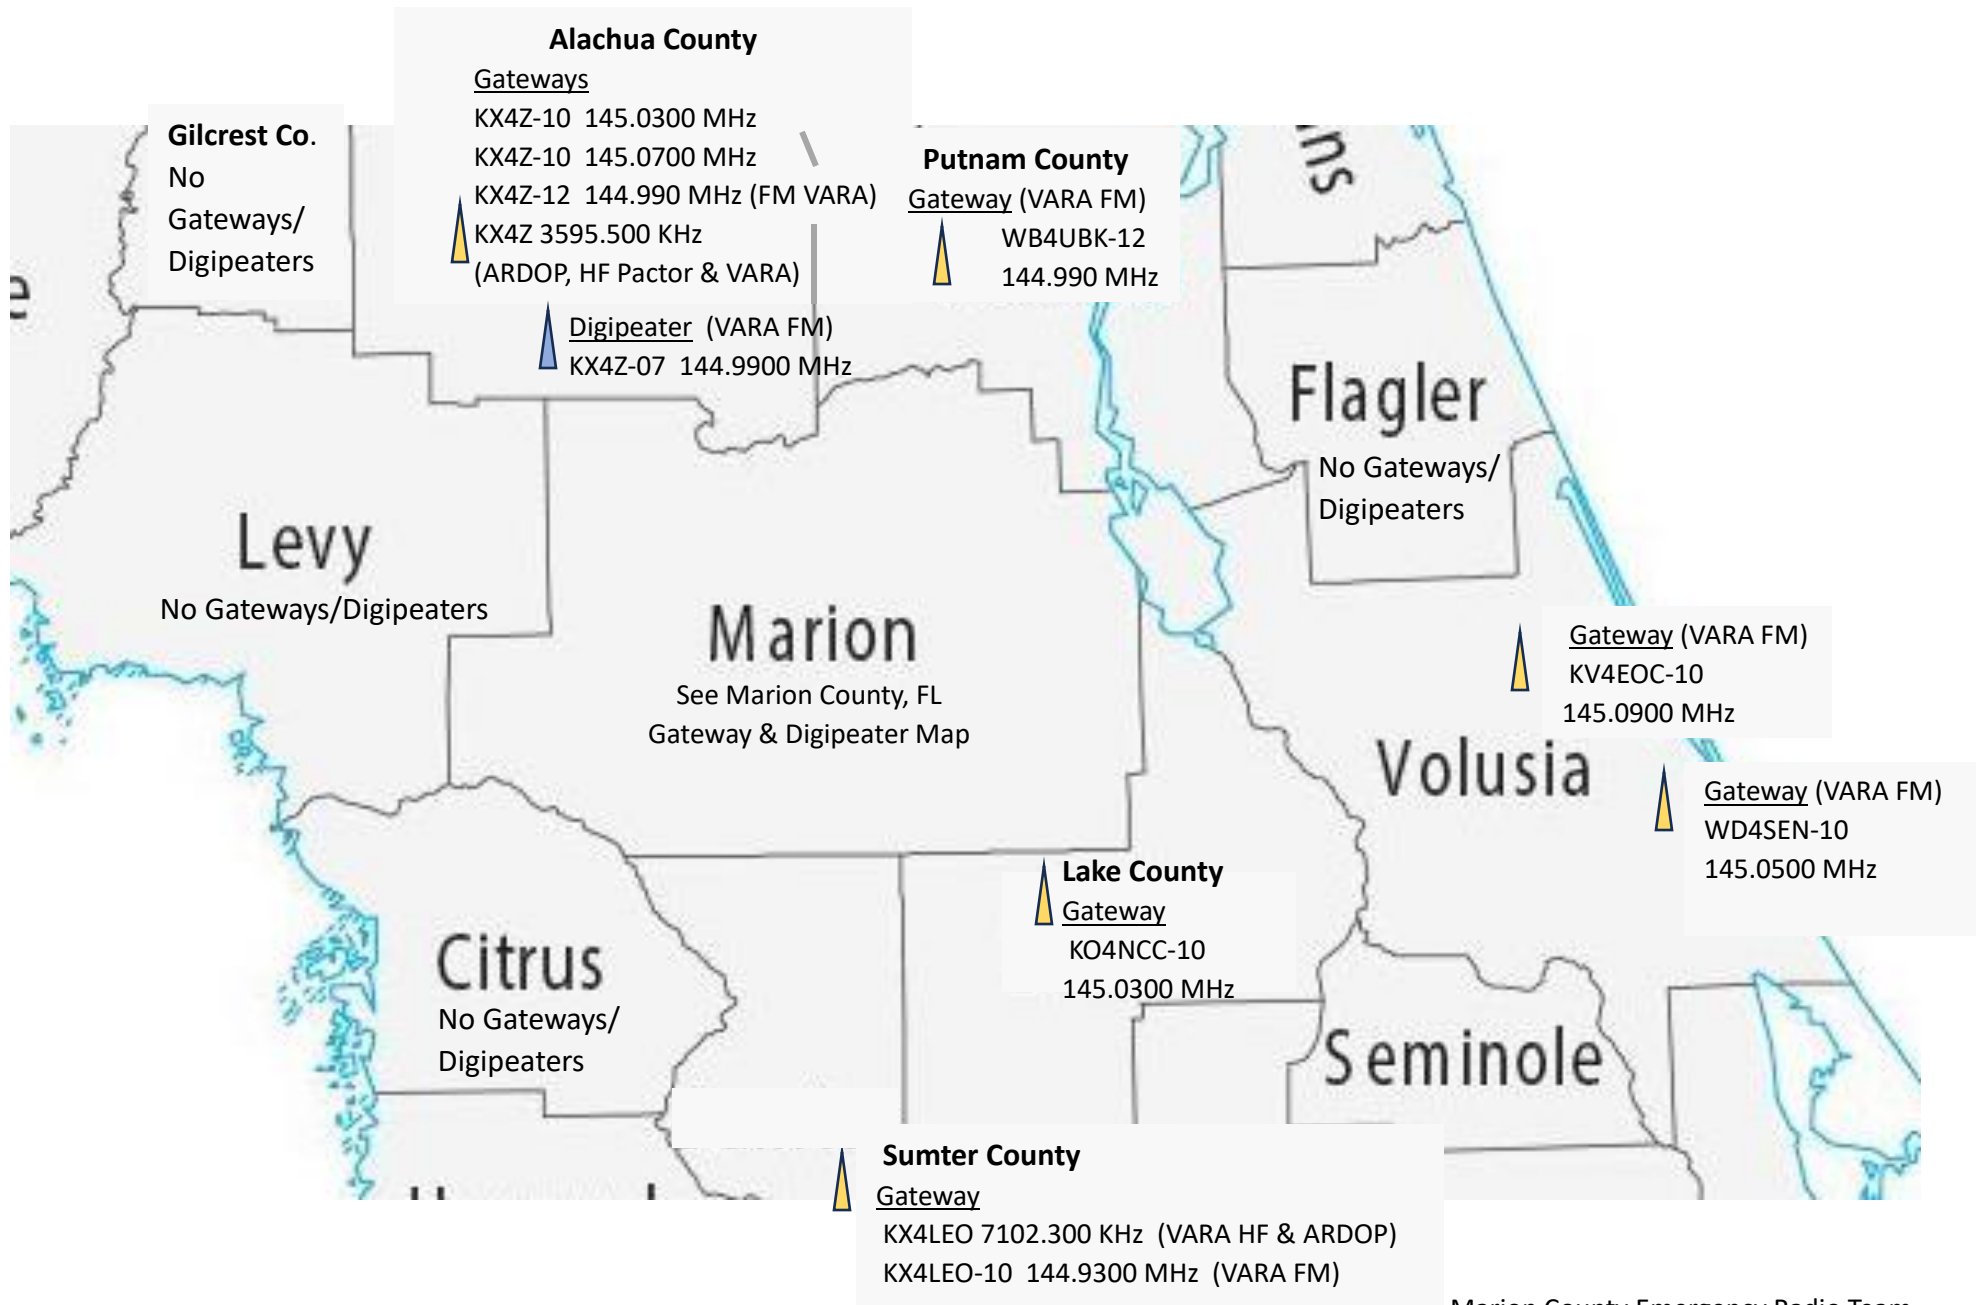 Alachua County
Gateways
KX4Z-10 145.0300 MHz
KX4Z-10 145.0700 MHz
KX4Z-12 144.990 MHz (FM VARA)
KX4Z 3595.500 KHz
(ARDOP, HF Pactor & VARA)
Digipeater (VARA FM)
KX4Z-07 144.9900 MHz
Gilcrest Co.
No
Gateways/
Digipeaters
Putnam County
Gateway (VARA FM)
WB4UBK-12
144.990 MHz
ns
e
Flagler
No Gateways/
Digipeaters
Levy
No Gateways/Digipeaters
Marion
See Marion County, FL
Gateway & Digipeater Map
Gateway (VARA FM)
KV4EOC-10
145.0900 MHz
Volusia
Gateway (VARA FM)
WD4SEN-10
145.0500 MHz
Lake County
Gateway
KO4NCC-10
145.0300 MHz
Citrus
No Gateways/
Digipeaters
Seminole
Sumter County
Gateway
KX4LEO 7102.300 KHz (VARA HF & ARDOP)
KX4LEO-10 144.9300 MHz (VARA FM)
Marion County Emergency Radio Team